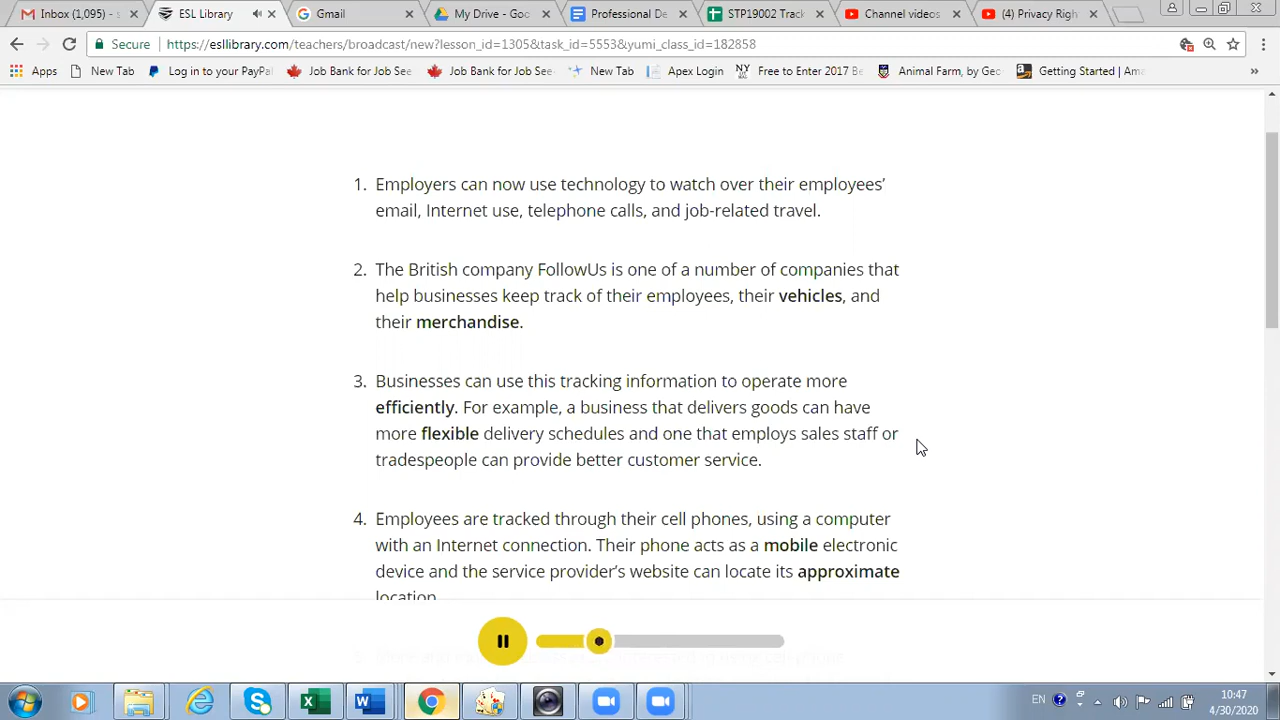 Inbox (1,095) - s
ESL Library
Gmail
My Drive - Goo
Professional De
STP19002 Track
Channel videos
(4) Privacy Righ
Secure
https://esllibrary.com/teachers/broadcast/new?lesson_id=1305&task_id=5553&yumi_class_id=182858
Apps
New Tab
Log in to your PayPal
Job Bank for Job See
Job Bank for Job See
New Tab
Apex Login
NY
Free to Enter 2017 Be
Animal Farm, by Geo
Getting Started | Ama
»
1. Employers can now use technology to watch over their employees'
email, Internet use, telephone calls, and job-related travel.
2. The British company FollowUs is one of a number of companies that
help businesses keep track of their employees, their vehicles, and
their merchandise.
3. Businesses can use this tracking information to operate more
efficiently. For example, a business that delivers goods can have
more flexible delivery schedules and one that employs sales staff or
tradespeople can provide better customer service.
4. Employees are tracked through their cell phones, using a computer
with an Internet connection. Their phone acts as a mobile electronic
device and the service provider's website can locate its approximate
location.
EN
10:47
4/30/2020